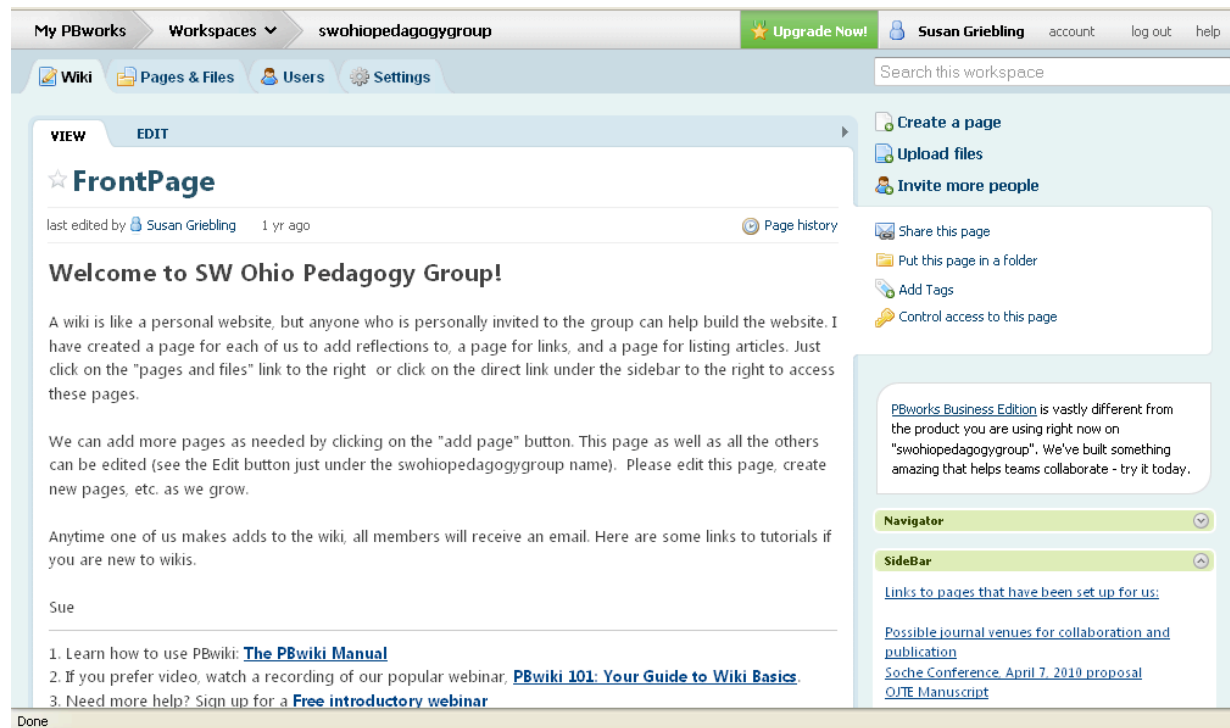 My PBworks Workspaces swohiopedagogygroup Upgrade Now! Susan Griebling account log out help
Wiki Pages & Files Users Settings Search this workspace
VIEW EDIT
FrontPage
last edited by Susan Griebling 1 yr ago Page history
Welcome to SW Ohio Pedagogy Group!
A wiki is like a personal website, but anyone who is personally invited to the group can help build the website. I
have created a page for each of us to add reflections to, a page for links, and a page for listing articles. Just
click on the "pages and files" link to the right or click on the direct link under the sidebar to the right to access
these pages.
We can add more pages as needed by clicking on the "add page" button. This page as well as all the others
can be edited (see the Edit button just under the swohiopedagogygroup name). Please edit this page, create
new pages, etc. as we grow.
Anytime one of us makes adds to the wiki, all members will receive an email. Here are some links to tutorials if
you are new to wikis.
Sue
1. Learn how to use PBwiki: The PBwiki Manual
2. If you prefer video, watch a recording of our popular webinar, PBwiki 101: Your Guide to Wiki Basics.
3. Need more help? Sign up for a Free introductory webinar
Create a page
Upload files
Invite more people
Share this page
Put this page in a folder
Add Tags
Control access to this page
PBworks Business Edition is vastly different from
the product you are using right now on
"swohiopedagogygroup". We've built something
amazing that helps teams collaborate - try it today.
Navigator
SideBar
Links to pages that have been set up for us:
Possible journal venues for collaboration and
publication
Soche Conference, April 7, 2010 proposal
OJTE Manuscript
Done